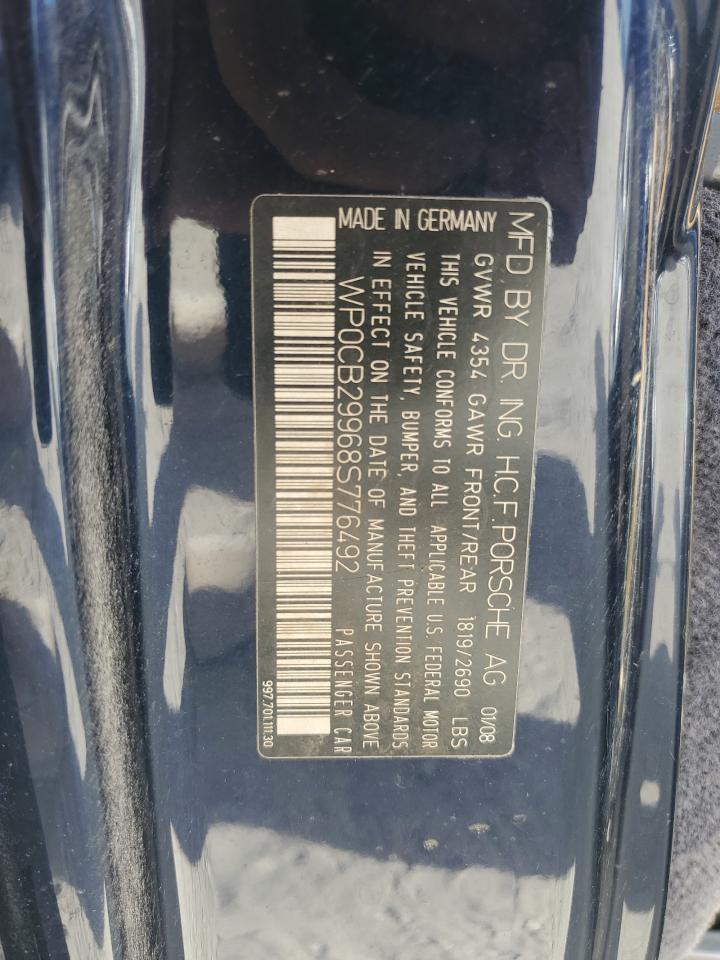 MFD BY DR. ING. H.C.F. PORSCHE AG 01/08
GVWR 4354 GAWR FRONT/REAR 1819/2690 LBS
THIS VEHICLE CONFORMS TO ALL APPLICABLE U.S. FEDERAL MOTOR
VEHICLE SAFETY, BUMPER, AND THEFT PREVENTION STANDARDS
IN EFFECT ON THE DATE OF MANUFACTURE SHOWN ABOVE
MADE IN GERMANY WP0CB29968S776492 PASSENGER CAR
997.701.111.30